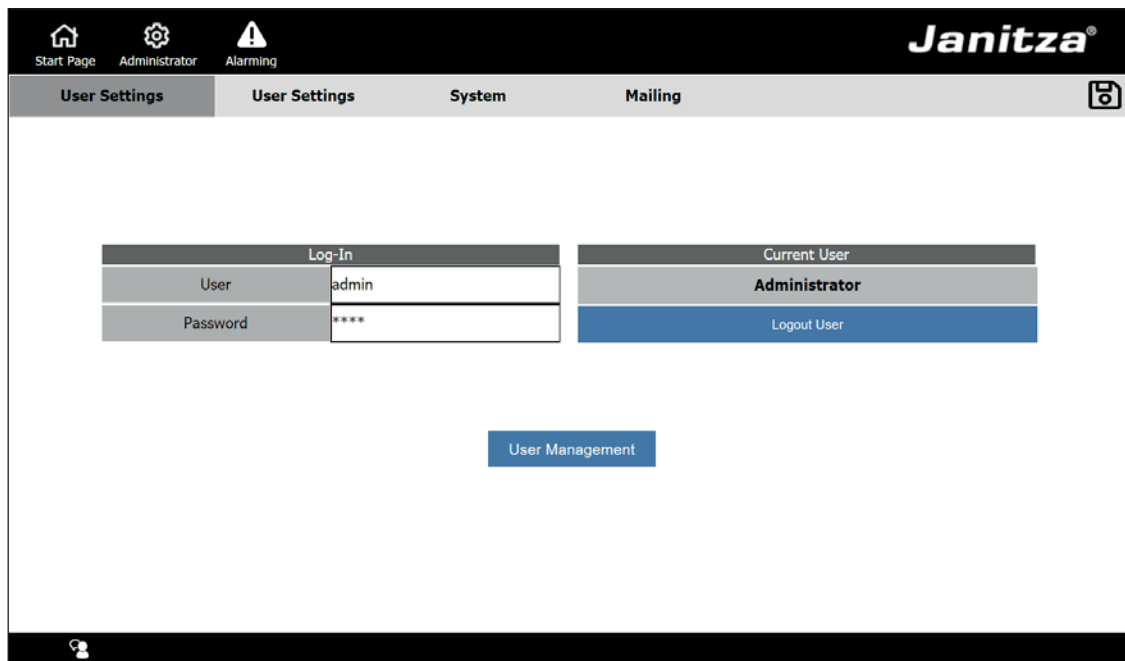 Start Page Administrator Alarming Janitza®
User Settings User Settings System Mailing
Log-In Current User
User admin Administrator
Password **** Logout User
User Management